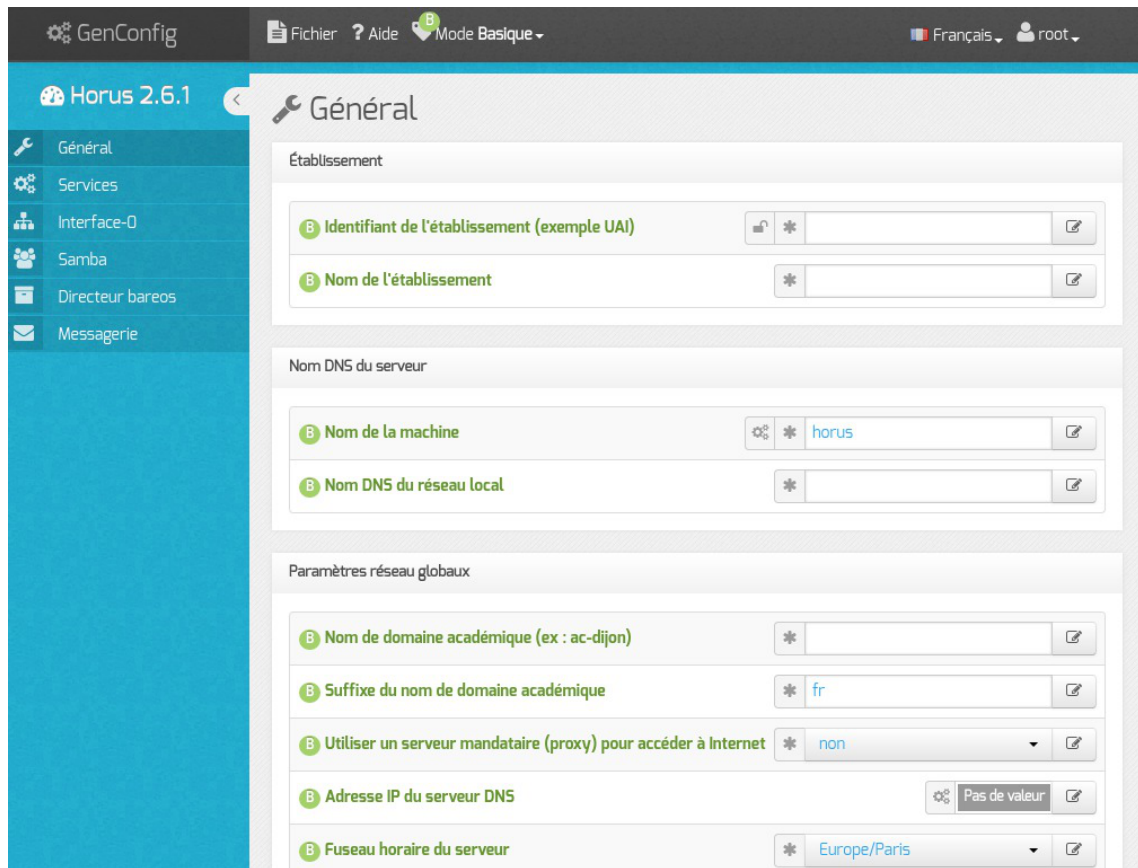 GenConfig
Fichier ? Aide B Mode Basique
Français root
Horus 2.6.1
Général
Services
Interface-0
Samba
Directeur bareos
Messagerie
Général
Établissement
B Identifiant de l'établissement (exemple UAI)
B Nom de l'établissement
Nom DNS du serveur
B Nom de la machine horus
B Nom DNS du réseau local
Paramètres réseau globaux
B Nom de domaine académique (ex : ac-dijon)
B Suffixe du nom de domaine académique fr
B Utiliser un serveur mandataire (proxy) pour accéder à Internet non
B Adresse IP du serveur DNS Pas de valeur
B Fuseau horaire du serveur Europe/Paris